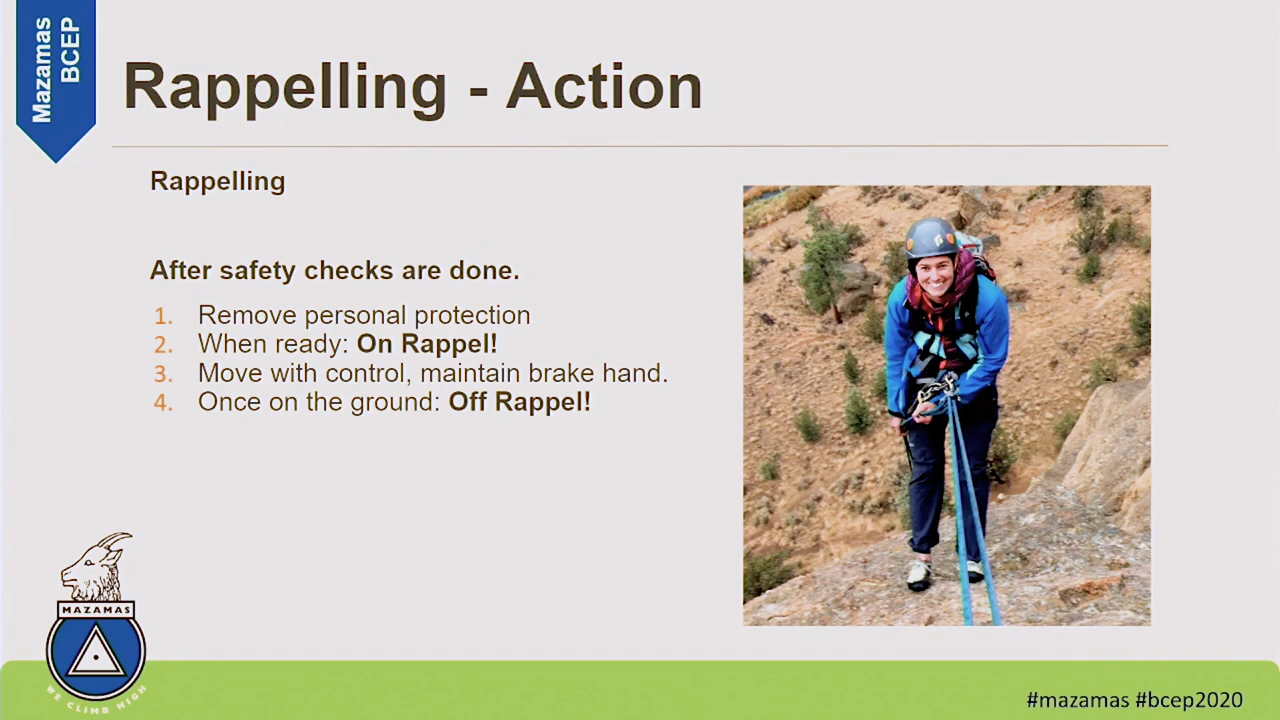 Mazamas
BCEP
Rappelling - Action
Rappelling
After safety checks are done.
1. Remove personal protection
2. When ready: On Rappel!
3. Move with control, maintain brake hand.
4. Once on the ground: Off Rappel!
MAZAMAS
WE CLIMB HIGH
#mazamas #bcep2020